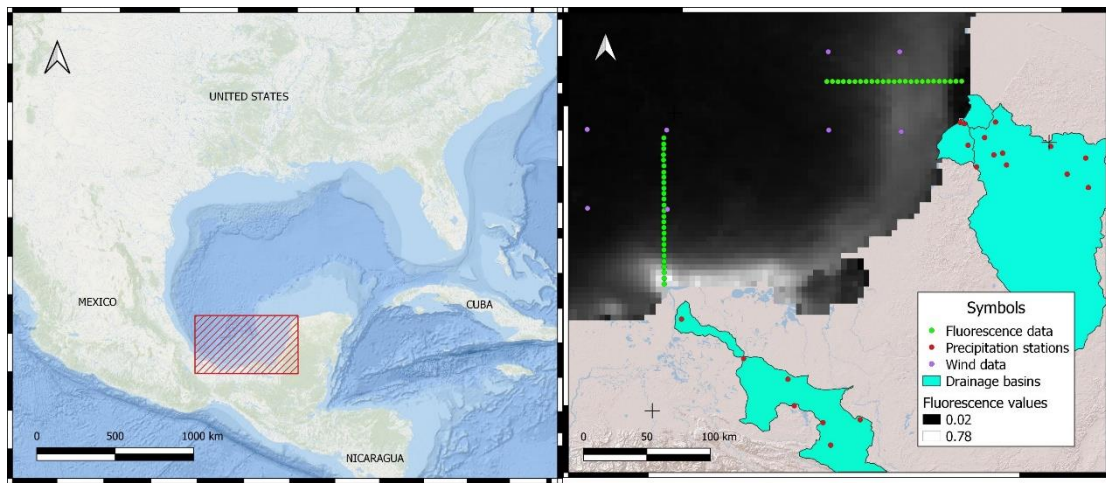 UNITED STATES
MEXICO
CUBA
NICARAGUA
0 500 1000 km
Symbols
Fluorescence data
Precipitation stations
Wind data
Drainage basins
Fluorescence values
0.02
0.78
0 50 100 km